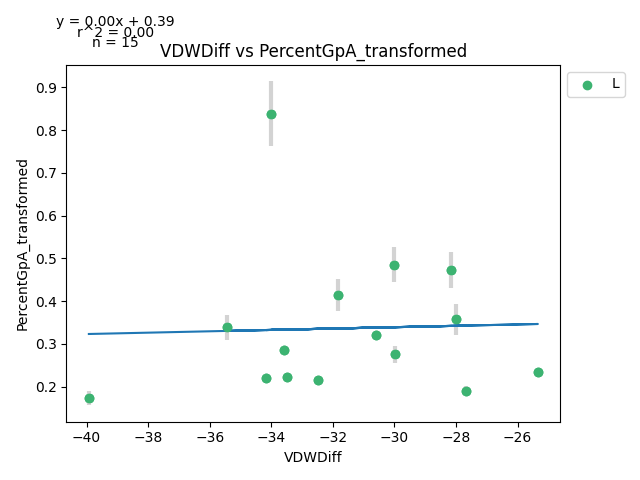 y = 0.00x + 0.39
r^2 = 0.00
n = 15
VDWDiff vs PercentGpA_transformed
L
PercentGpA_transformed
0.9
0.8
0.7
0.6
0.5
0.4
0.3
0.2
−40 −38 −36 −34 −32 −30 −28 −26
VDWDiff